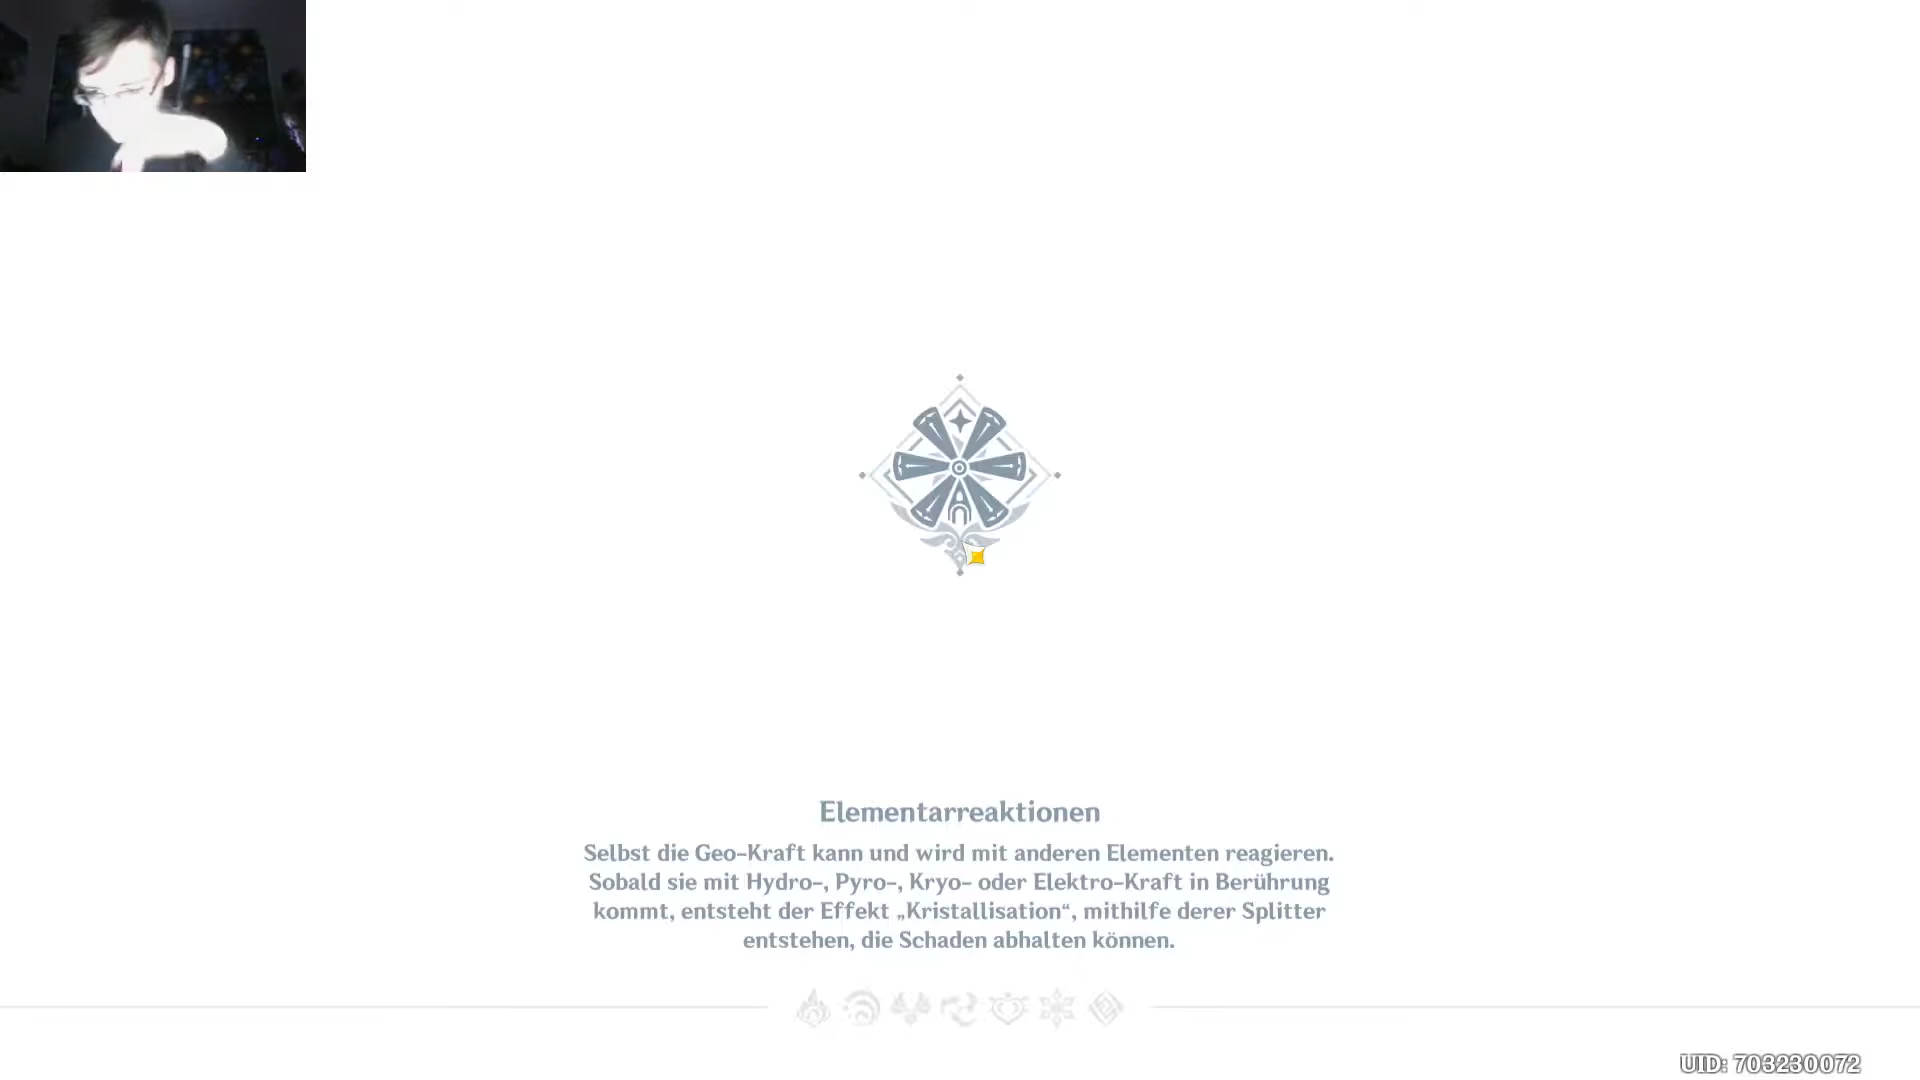 Elementarreaktionen
Selbst die Geo-Kraft kann und wird mit anderen Elementen reagieren.
Sobald sie mit Hydro-, Pyro-, Kryo- oder Elektro-Kraft in Berührung
kommt, entsteht der Effekt „Kristallisation“, mithilfe derer Splitter
entstehen, die Schaden abhalten können.
UID: 703230072